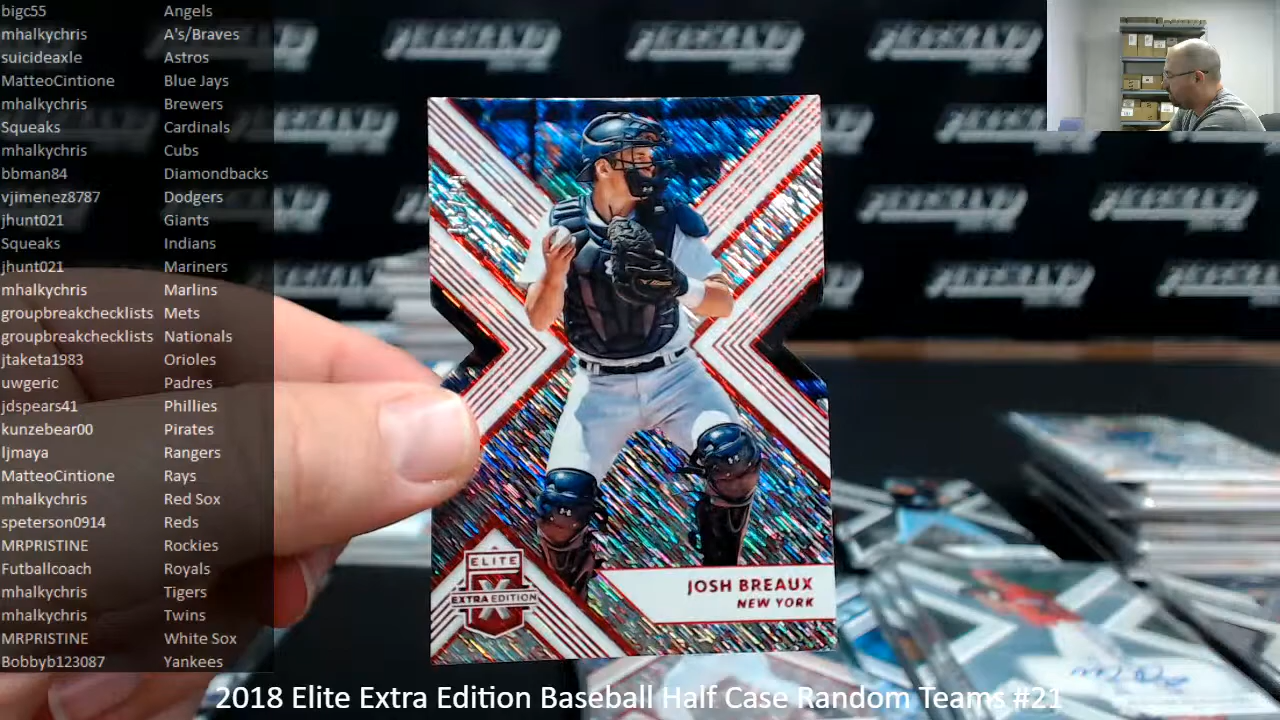 bigc55 Angels
mhalkychris A's/Braves
suicideaxle Astros
MatteoCintione Blue Jays
mhalkychris Brewers
Squeaks Cardinals
mhalkychris Cubs
bbman84 Diamondbacks
vjimenez8787 Dodgers
jhunt021 Giants
Squeaks Indians
jhunt021 Mariners
mhalkychris Marlins
groupbreakchecklists Mets
groupbreakchecklists Nationals
jtaketa1983 Orioles
uwgeric Padres
jdspears41 Phillies
kunzebear00 Pirates
ljmaya Rangers
MatteoCintione Rays
mhalkychris Red Sox
speterson0914 Reds
MRPRISTINE Rockies
Futballcoach Royals
mhalkychris Tigers
mhalkychris Twins
MRPRISTINE White Sox
Bobbyb123087 Yankees
ELITE
EXTRA EDITION
JOSH BREAUX
NEW YORK
2018 Elite Extra Edition Baseball Half Case Random Teams #21